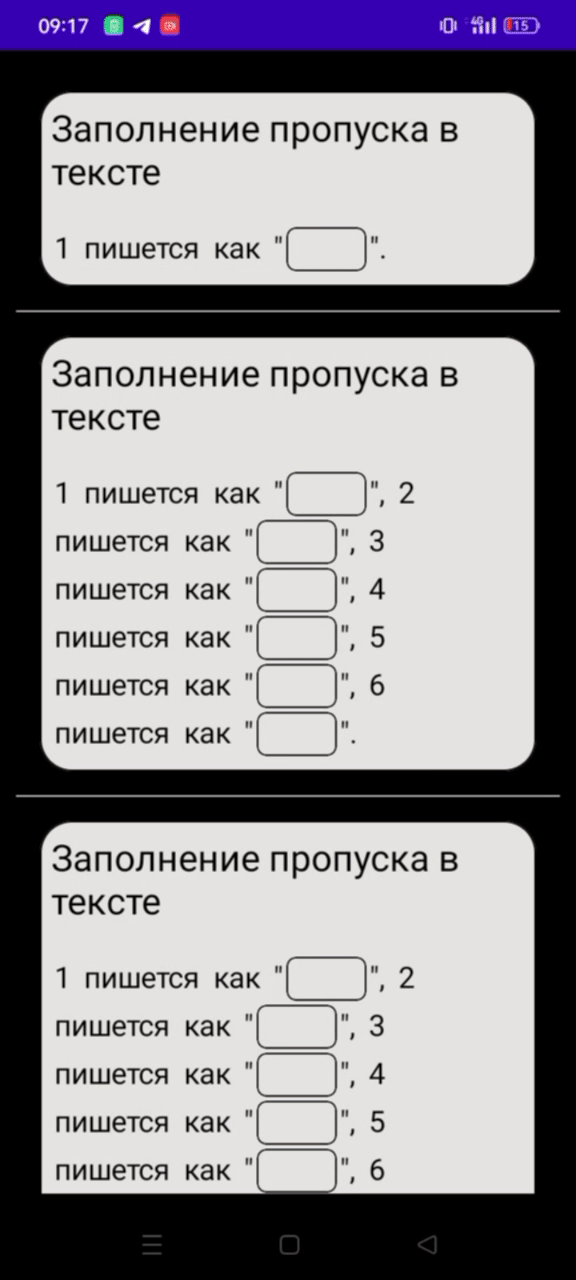 09:17 4G 15
Заполнение пропуска в
тексте
1 пишется как "".
Заполнение пропуска в
тексте
1 пишется как "", 2
пишется как "", 3
пишется как "", 4
пишется как "", 5
пишется как "", 6
пишется как "".
Заполнение пропуска в
тексте
1 пишется как "", 2
пишется как "", 3
пишется как "", 4
пишется как "", 5
пишется как "", 6